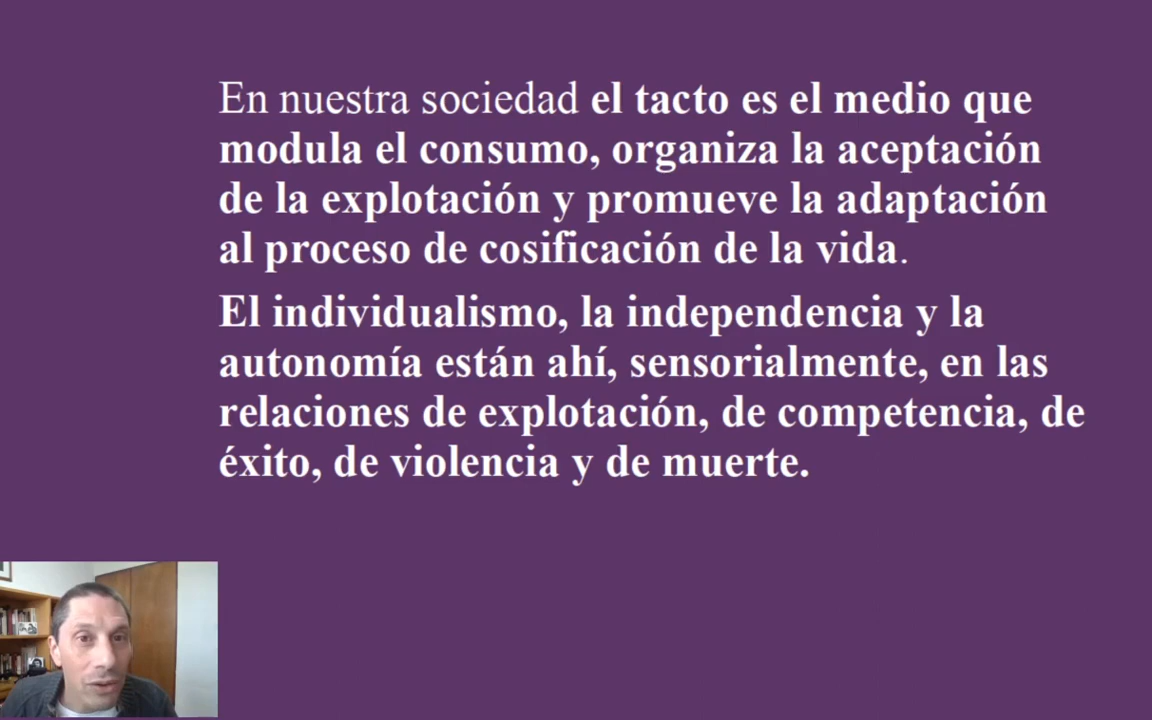 En nuestra sociedad el tacto es el medio que
modula el consumo, organiza la aceptación
de la explotación y promueve la adaptación
al proceso de cosificación de la vida.
El individualismo, la independencia y la
autonomía están ahí, sensorialmente, en las
relaciones de explotación, de competencia, de
éxito, de violencia y de muerte.